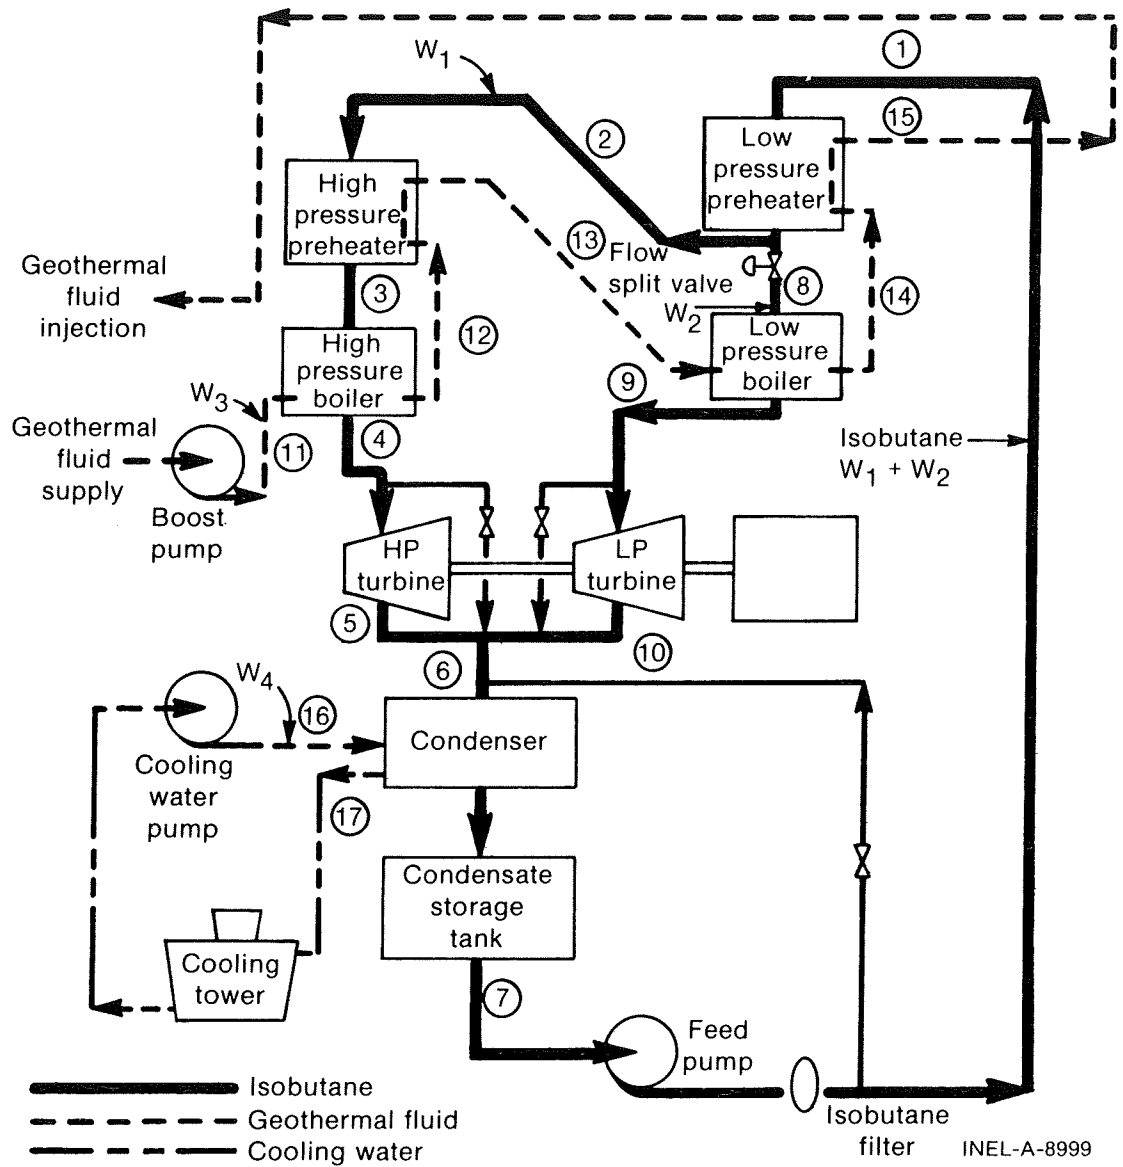 1
W1
15
2
Low
pressure
preheater
High
pressure
preheater
13
Flow
split valve
8
14
W2
Geothermal
fluid
injection
3
12
High
pressure
boiler
Low
pressure
boiler
9
W3
Geothermal
fluid
supply
11
4
Isobutane
W1 + W2
Boost
pump
HP
turbine
LP
turbine
5
10
6
W4
16
Condenser
Cooling
water
pump
17
Condensate
storage
tank
Cooling
tower
7
Feed
pump
Isobutane
filter
Isobutane
Geothermal fluid
Cooling water
INEL-A-8999